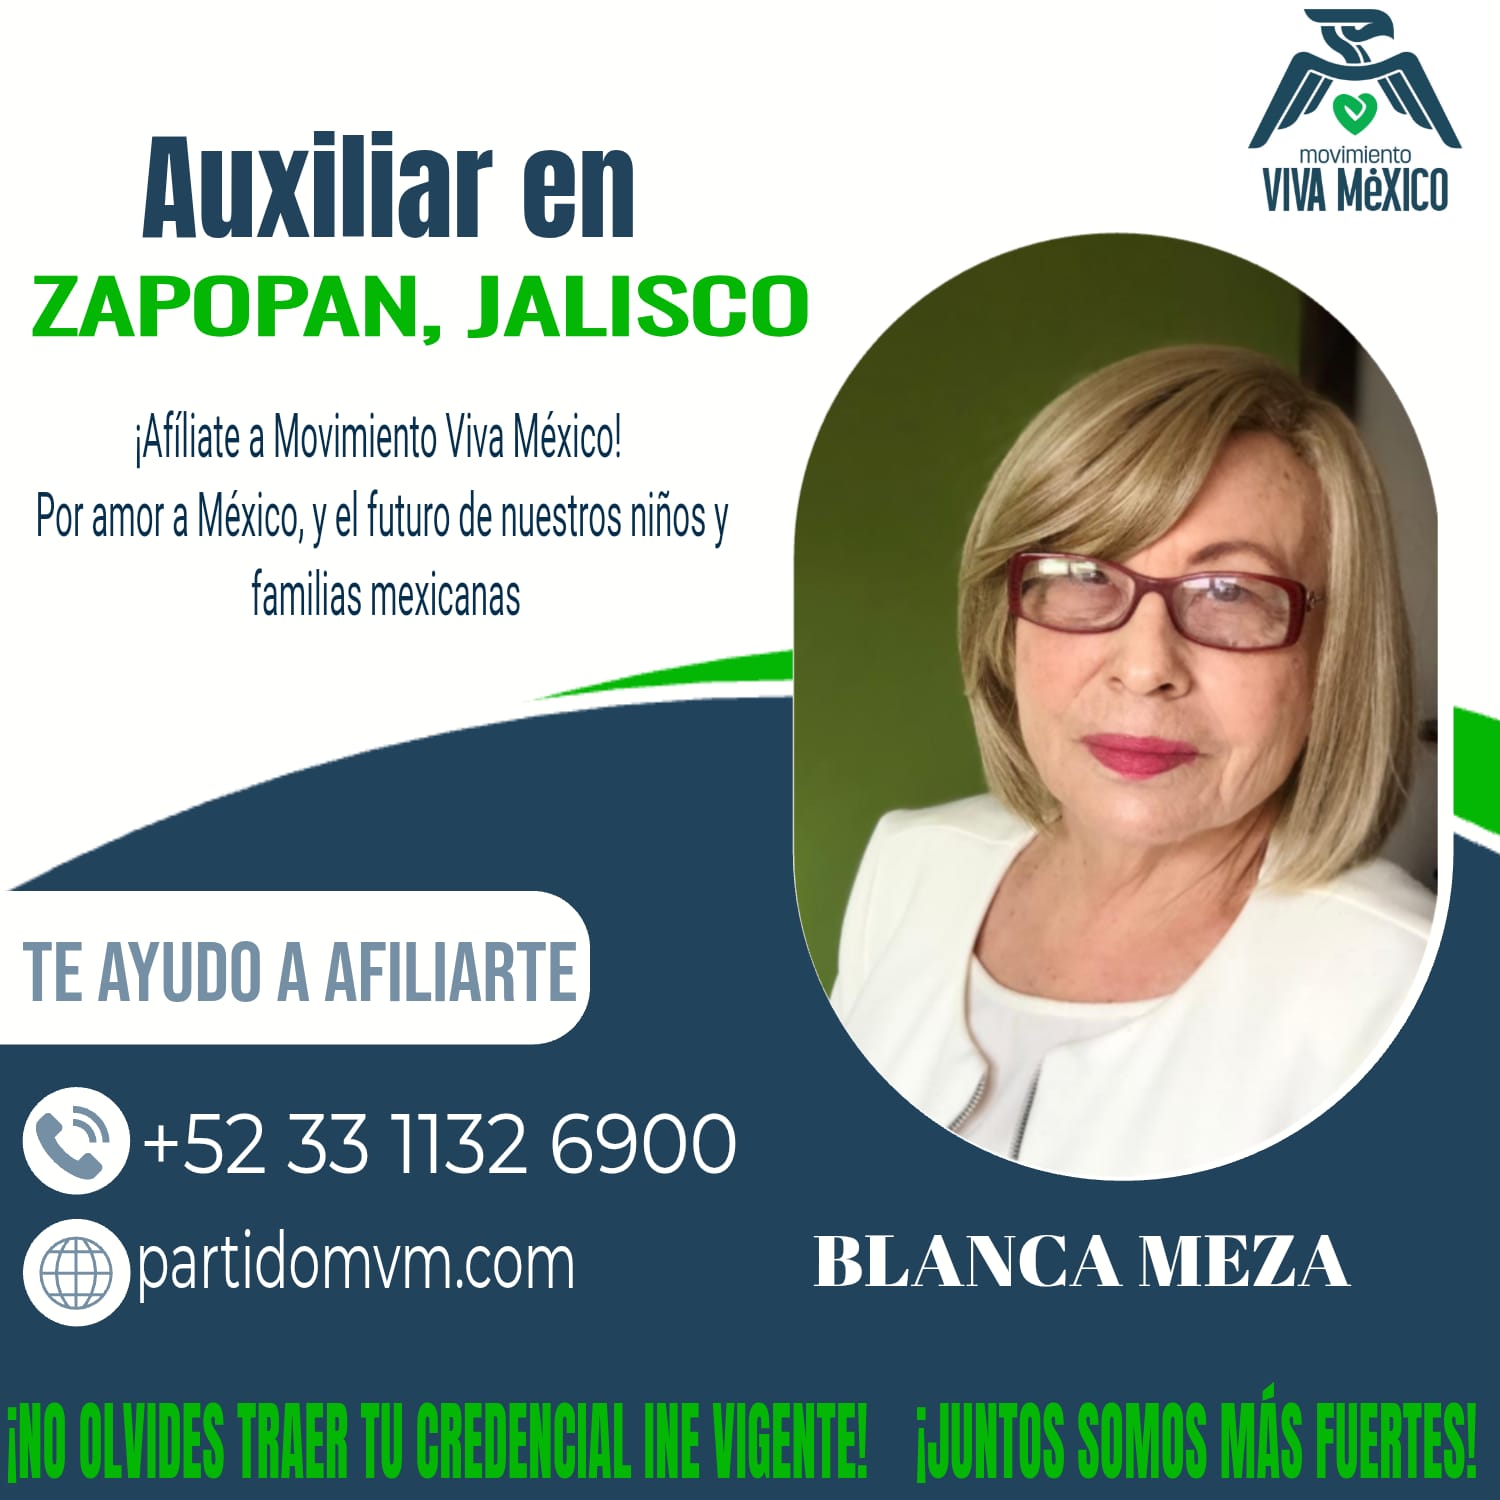 movimiento
VIVA MéXICO
Auxiliar en
ZAPOPAN, JALISCO
¡Afíliate a Movimiento Viva México!
Por amor a México, y el futuro de nuestros niños y
familias mexicanas
TE AYUDO A AFILIARTE
+52 33 1132 6900
partidomvm.com
BLANCA MEZA
¡NO OLVIDES TRAER TU CREDENCIAL INE VIGENTE! ¡JUNTOS SOMOS MÁS FUERTES!